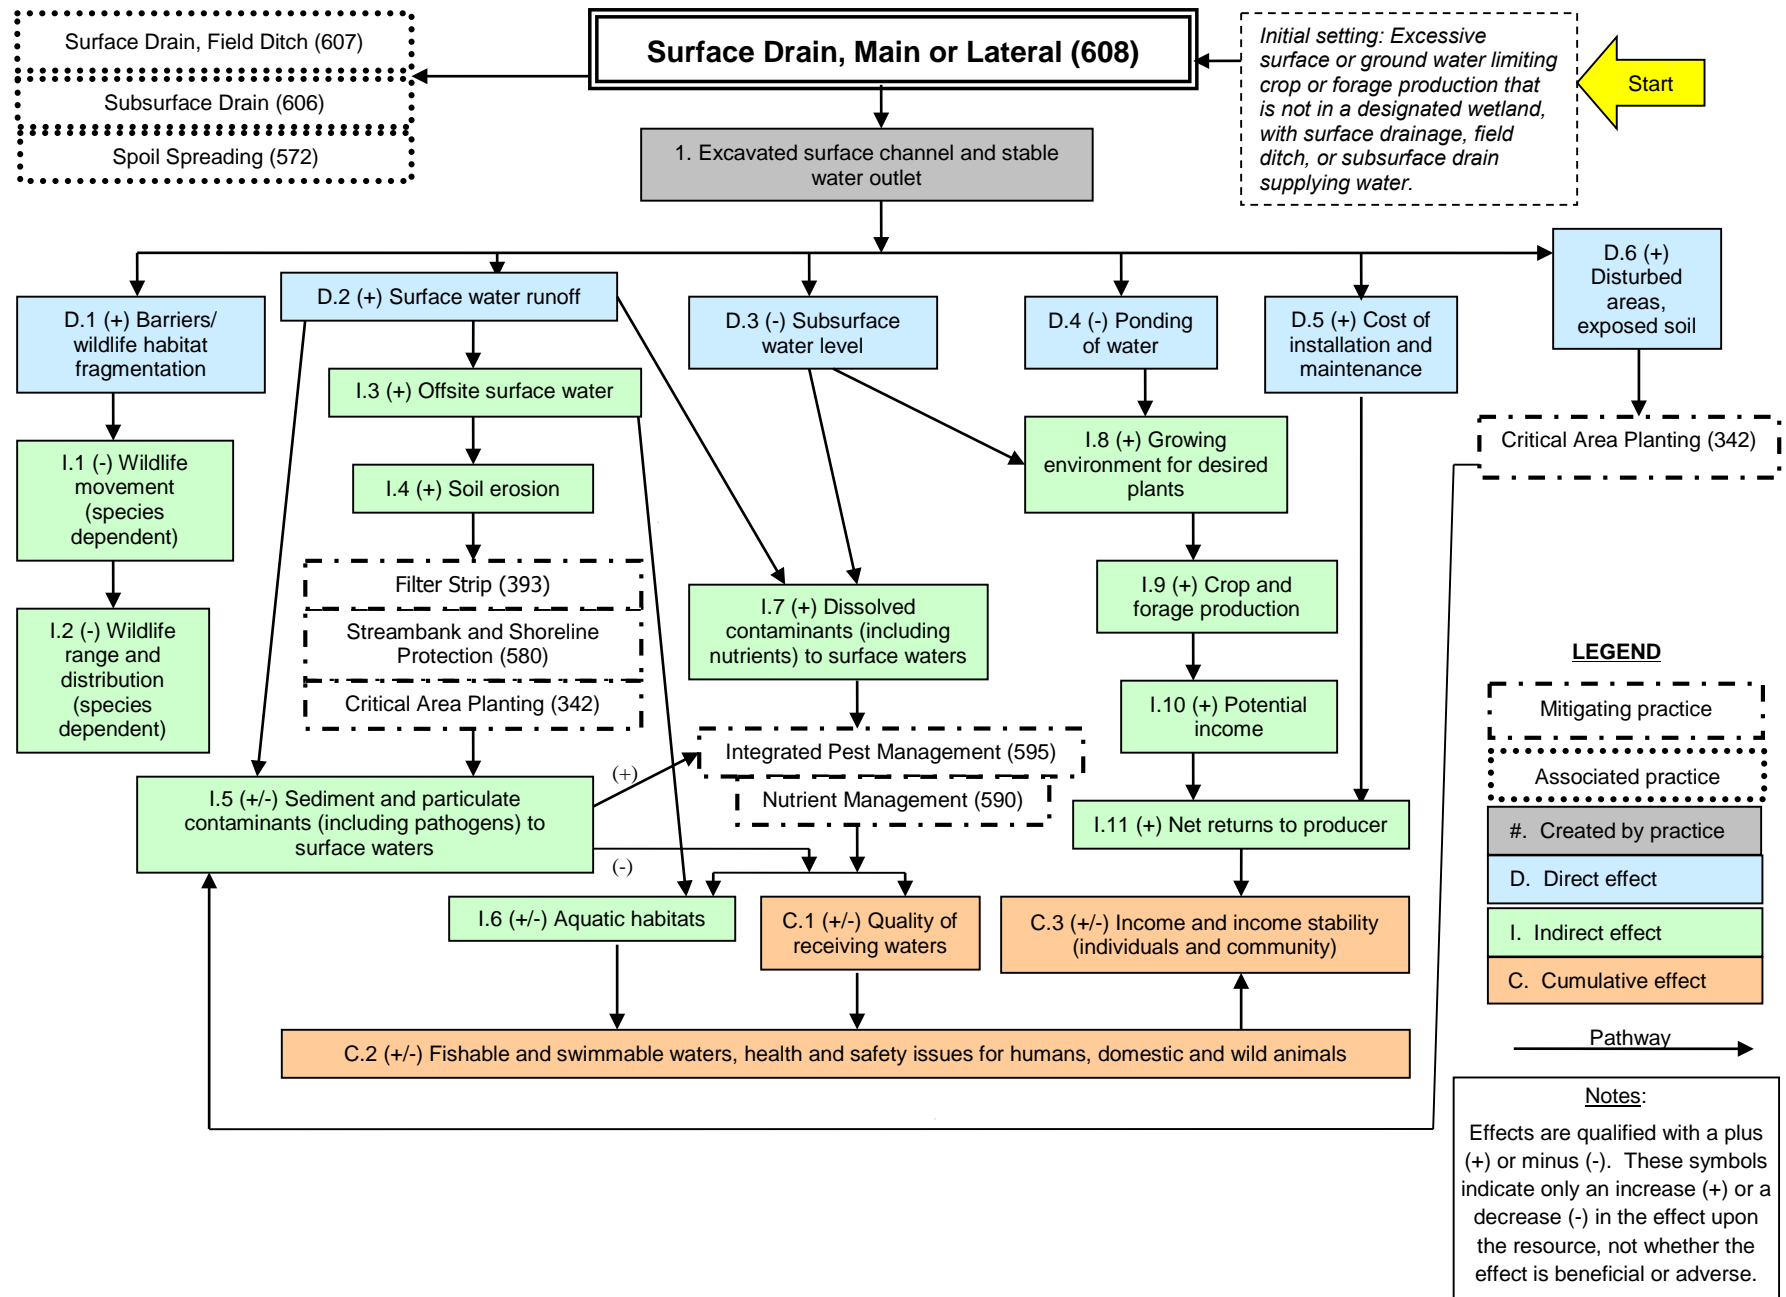 Surface Drain, Field Ditch (607)
Subsurface Drain (606)
Spoil Spreading (572)
Surface Drain, Main or Lateral (608)
Initial setting: Excessive
surface or ground water limiting
crop or forage production that
is not in a designated wetland,
with surface drainage, field
ditch, or subsurface drain
supplying water.
Start
1. Excavated surface channel and stable
water outlet
D.1 (+) Barriers/
wildlife habitat
fragmentation
D.2 (+) Surface water runoff
D.3 (-) Subsurface
water level
D.4 (-) Ponding
of water
D.5 (+) Cost of
installation and
maintenance
D.6 (+)
Disturbed
areas,
exposed soil
I.1 (-) Wildlife
movement
(species
dependent)
I.2 (-) Wildlife
range and
distribution
(species
dependent)
I.3 (+) Offsite surface water
I.4 (+) Soil erosion
Filter Strip (393)
Streambank and Shoreline
Protection (580)
Critical Area Planting (342)
I.5 (+/-) Sediment and particulate
contaminants (including pathogens) to
surface waters
(+)
(-)
I.6 (+/-) Aquatic habitats
I.7 (+) Dissolved
contaminants (including
nutrients) to surface waters
Integrated Pest Management (595)
Nutrient Management (590)
C.1 (+/-) Quality of
receiving waters
I.8 (+) Growing
environment for desired
plants
I.9 (+) Crop and
forage production
I.10 (+) Potential
income
I.11 (+) Net returns to producer
C.3 (+/-) Income and income stability
(individuals and community)
C.2 (+/-) Fishable and swimmable waters, health and safety issues for humans, domestic and wild animals
Critical Area Planting (342)
LEGEND
Mitigating practice
Associated practice
#. Created by practice
D. Direct effect
I. Indirect effect
C. Cumulative effect
Pathway
Notes:
Effects are qualified with a plus
(+) or minus (-). These symbols
indicate only an increase (+) or a
decrease (-) in the effect upon
the resource, not whether the
effect is beneficial or adverse.